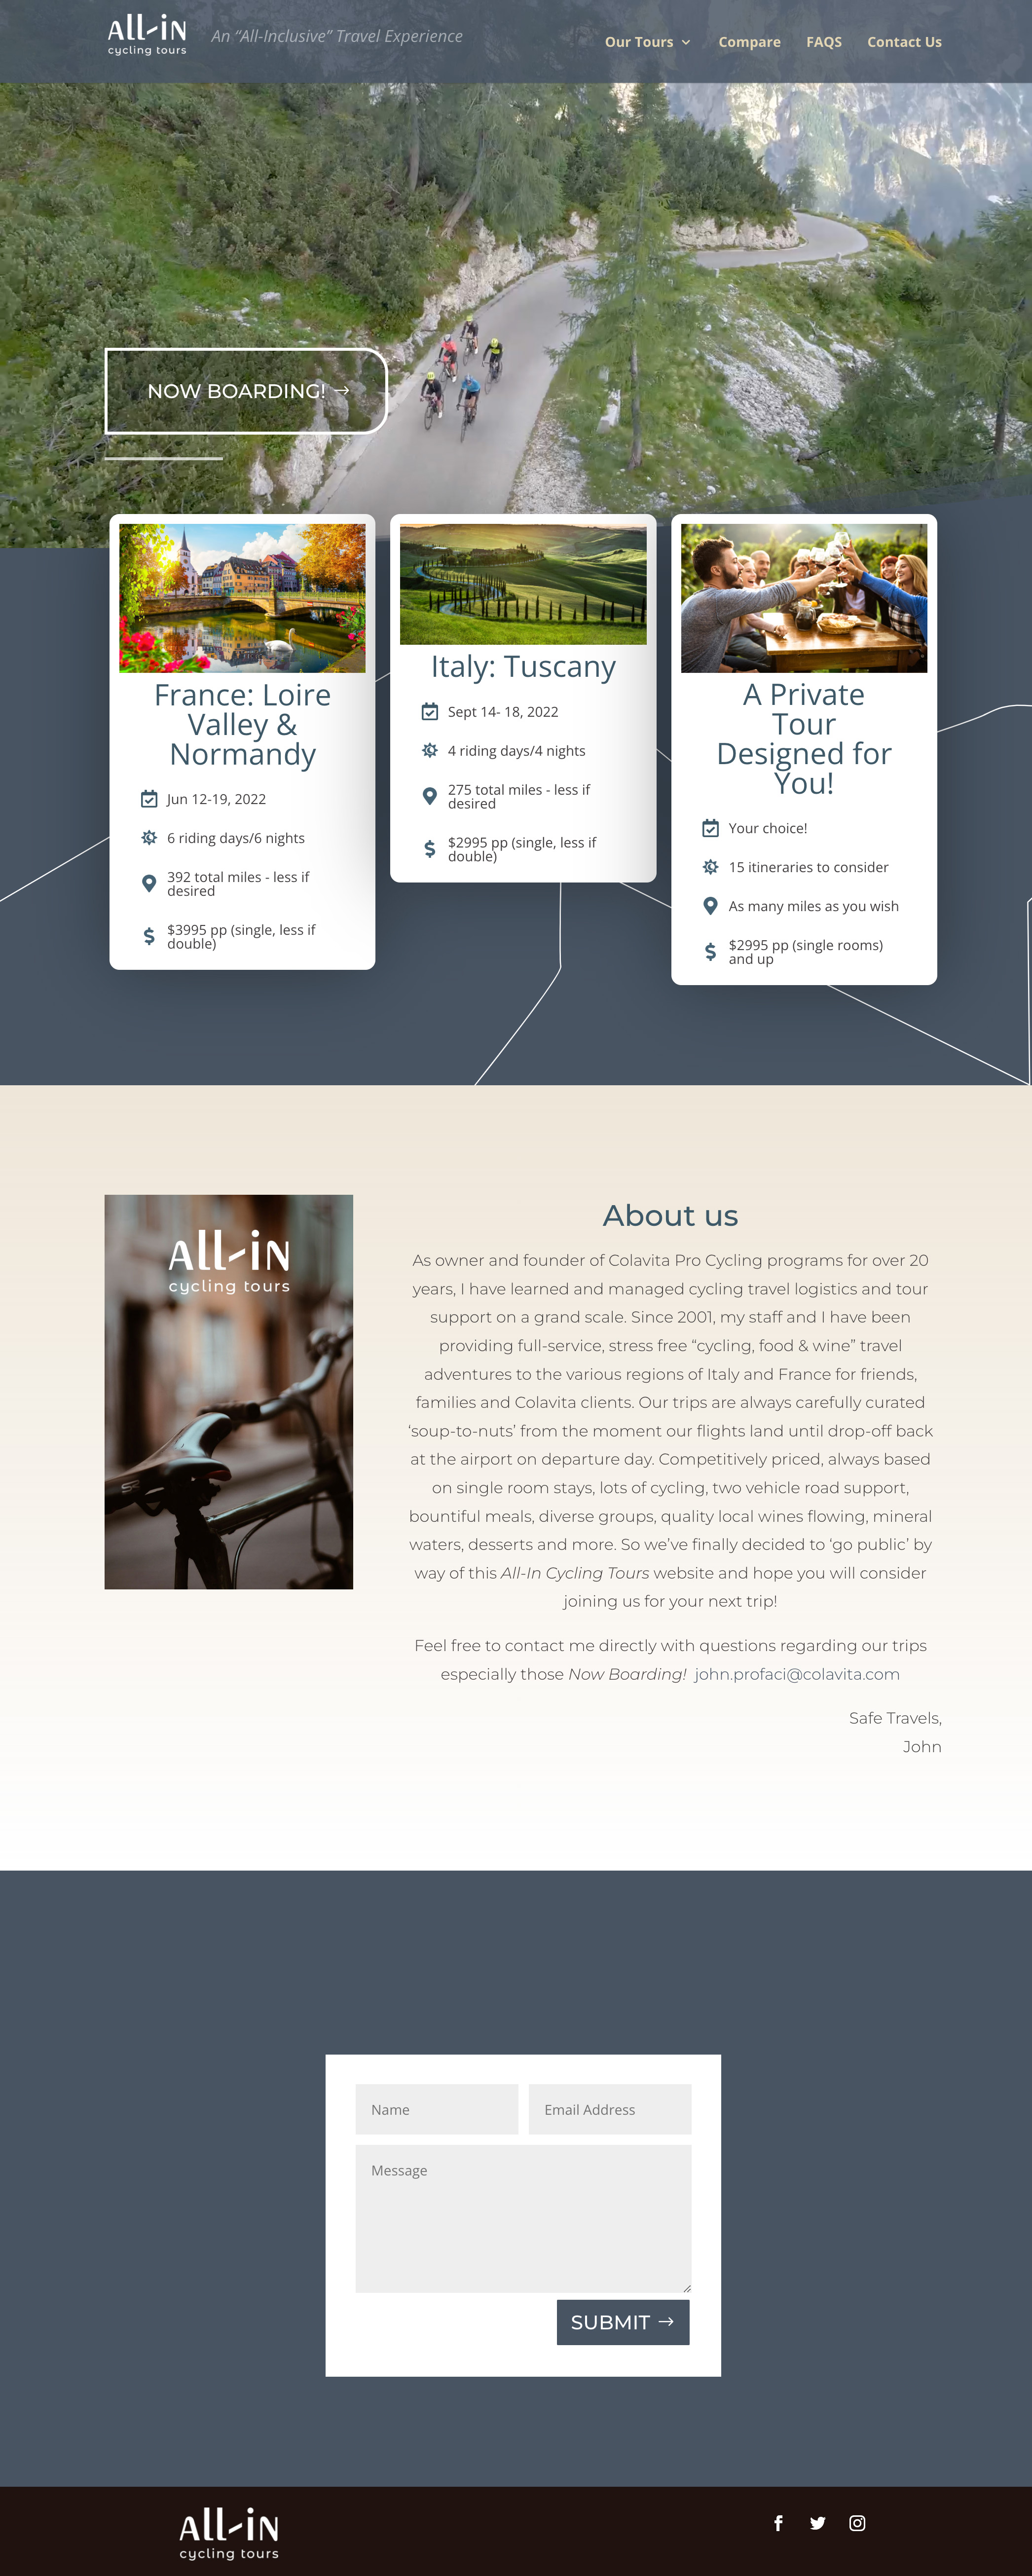 All-in
cycling tours
An “All-Inclusive” Travel Experience
Our Tours
Compare
FAQS
Contact Us
NOW BOARDING!
France: Loire
Valley &
Normandy
Jun 12-19, 2022
6 riding days/6 nights
392 total miles - less if
desired
$3995 pp (single, less if
double)
Italy: Tuscany
Sept 14- 18, 2022
4 riding days/4 nights
275 total miles - less if
desired
$2995 pp (single, less if
double)
A Private
Tour
Designed for
You!
Your choice!
15 itineraries to consider
As many miles as you wish
$2995 pp (single rooms)
and up
All-in
cycling tours
About us
As owner and founder of Colavita Pro Cycling programs for over 20
years, I have learned and managed cycling travel logistics and tour
support on a grand scale. Since 2001, my staff and I have been
providing full-service, stress free “cycling, food & wine” travel
adventures to the various regions of Italy and France for friends,
families and Colavita clients. Our trips are always carefully curated
‘soup-to-nuts’ from the moment our flights land until drop-off back
at the airport on departure day. Competitively priced, always based
on single room stays, lots of cycling, two vehicle road support,
bountiful meals, diverse groups, quality local wines flowing, mineral
waters, desserts and more. So we’ve finally decided to ‘go public’ by
way of this All-In Cycling Tours website and hope you will consider
joining us for your next trip!
Feel free to contact me directly with questions regarding our trips
especially those Now Boarding! john.profaci@colavita.com
Safe Travels,
John
Name
Email Address
Message
SUBMIT
All-in
cycling tours